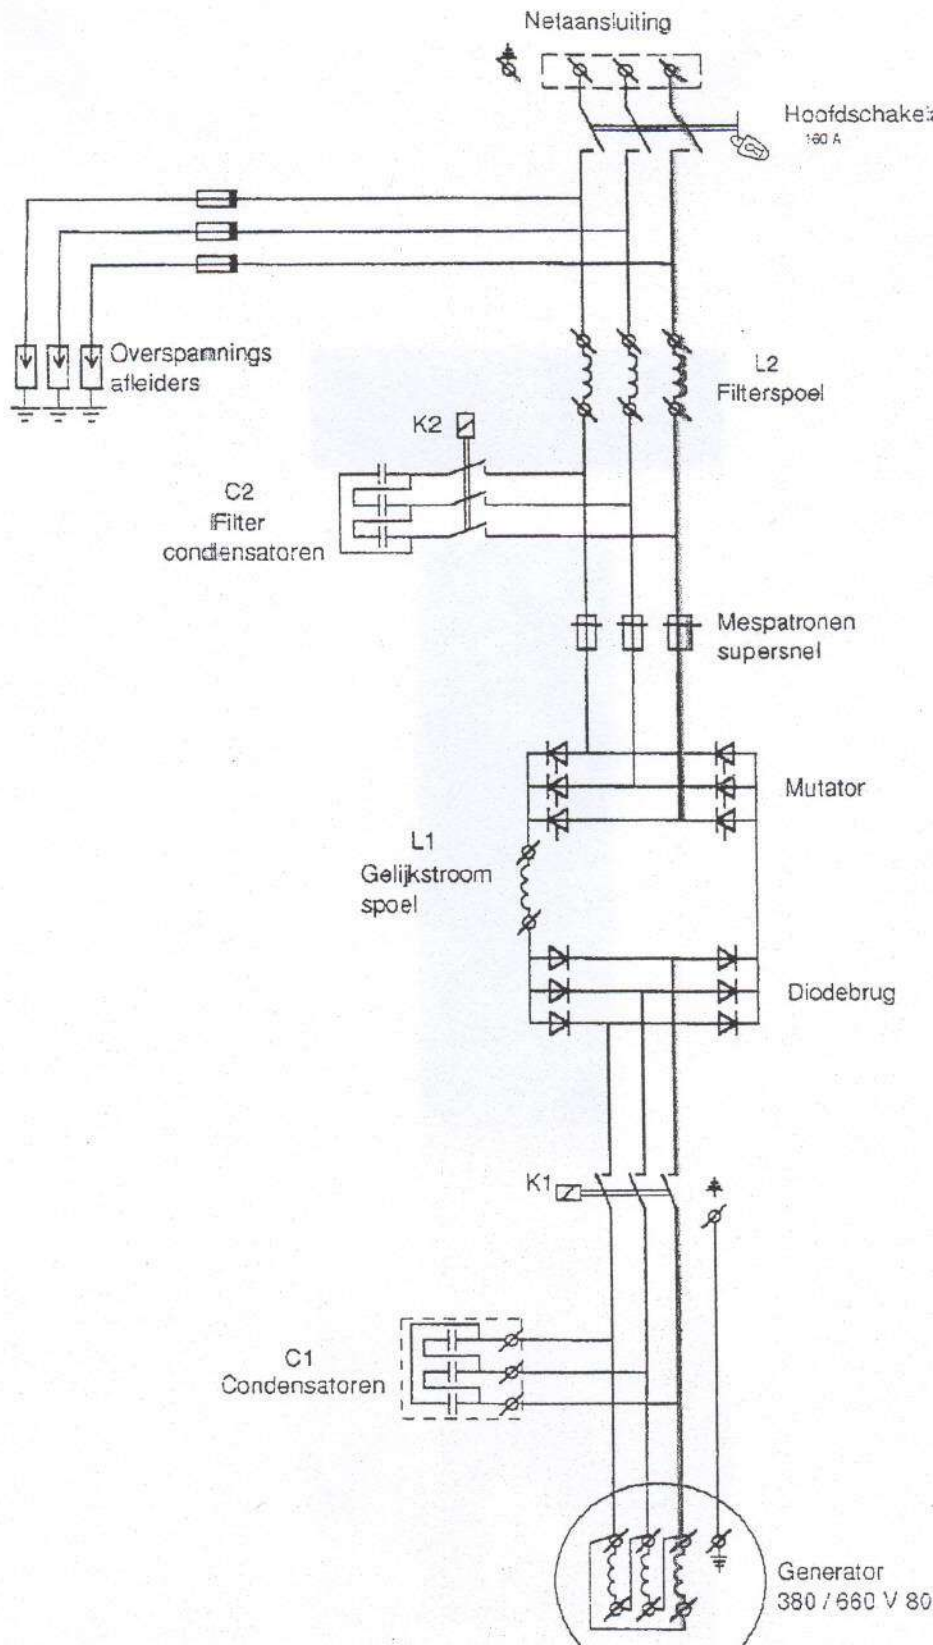 Netaansluiting
160 A
Overspannings
afleiders
L2
Filterspoel
K2
C2
Filter
condensatoren
Mespatronen
supersnel
Mutator
L1
Gelijkstroom
spoel
Diodebrug
K1
C1
Condensatoren
Generator
380 / 660 V 80